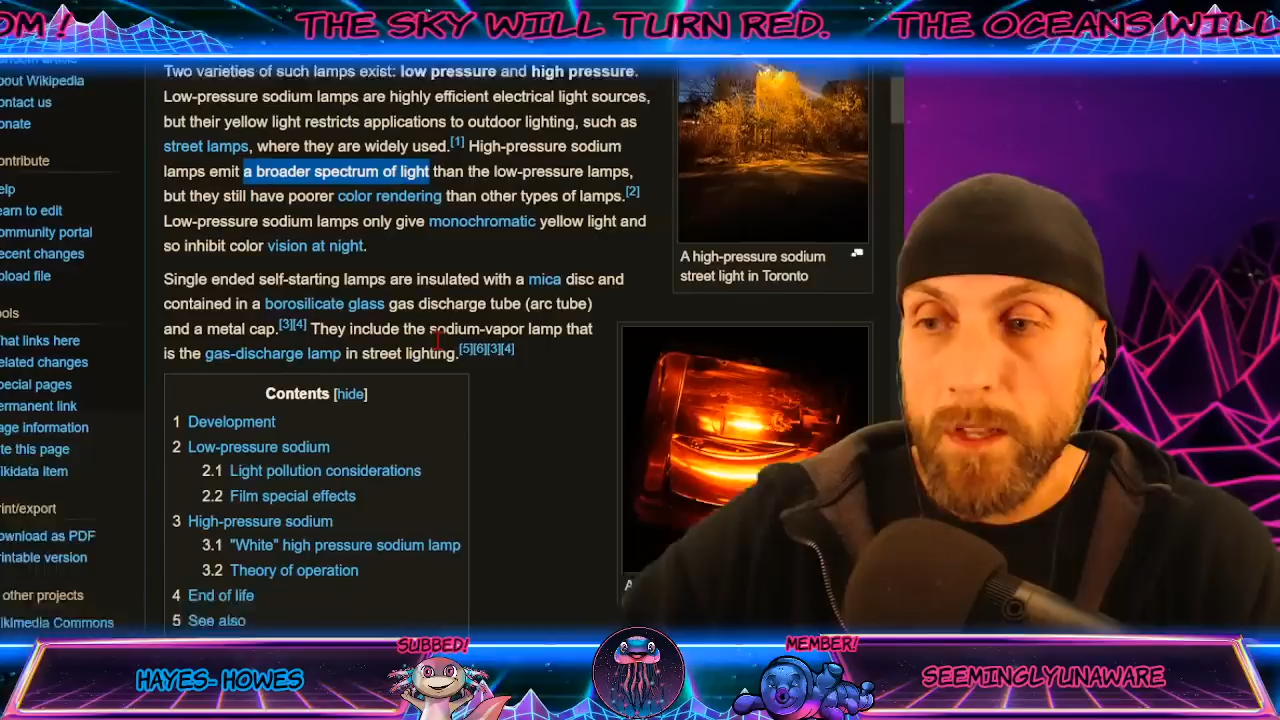 OM! THE SKY WILL TURN RED. THE OCEANS WILL
About Wikipedia
ontact us
onate
ontribute
elp
earn to edit
ommunity portal
ecent changes
pload file
ools
hat links here
elated changes
pecial pages
ermanent link
age information
ite this page
ikidata item
rint/export
ownload as PDF
rintable version
other projects
ikimedia Commons
Two varieties of such lamps exist: low pressure and high pressure.
Low-pressure sodium lamps are highly efficient electrical light sources,
but their yellow light restricts applications to outdoor lighting, such as
street lamps, where they are widely used.[1] High-pressure sodium
lamps emit a broader spectrum of light than the low-pressure lamps,
but they still have poorer color rendering than other types of lamps.[2]
Low-pressure sodium lamps only give monochromatic yellow light and
so inhibit color vision at night.
Single ended self-starting lamps are insulated with a mica disc and
contained in a borosilicate glass gas discharge tube (arc tube)
and a metal cap.[3][4] They include the sodium-vapor lamp that
is the gas-discharge lamp in street lighting.[5][6][3][4]
Contents [hide]
1 Development
2 Low-pressure sodium
2.1 Light pollution considerations
2.2 Film special effects
3 High-pressure sodium
3.1 "White" high pressure sodium lamp
3.2 Theory of operation
4 End of life
5 See also
A high-pressure sodium
street light in Toronto
A
SUBBED!
HAYES- HOWES
MEMBER!
SEEMINGLYUNAWARE